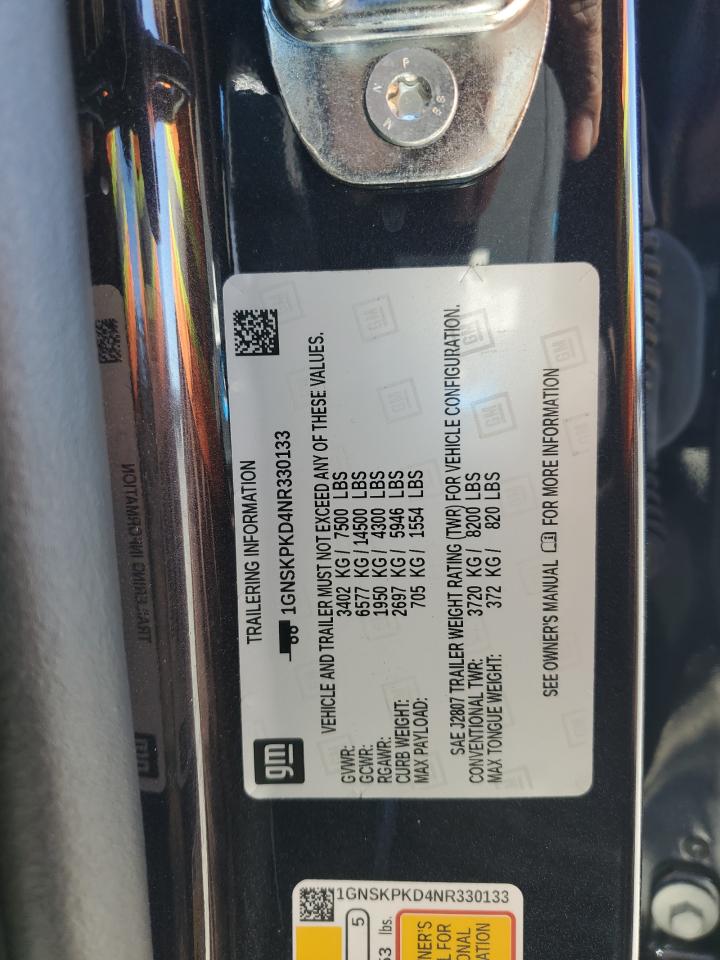 gm
TRAILERING INFORMATION
1GNSKPKD4NR330133
VEHICLE AND TRAILER MUST NOT EXCEED ANY OF THESE VALUES.
GVWR: 3402 KG / 7500 LBS
GCWR: 6577 KG / 14500 LBS
RGAWR: 1950 KG / 4300 LBS
CURB WEIGHT: 2697 KG / 5946 LBS
MAX PAYLOAD: 705 KG / 1554 LBS
SAE J2807 TRAILER WEIGHT RATING (TWR) FOR VEHICLE CONFIGURATION.
CONVENTIONAL TWR: 3720 KG / 8200 LBS
MAX TONGUE WEIGHT: 372 KG / 820 LBS
SEE OWNER'S MANUAL FOR MORE INFORMATION
1GNSKPKD4NR330133
5
lbs.